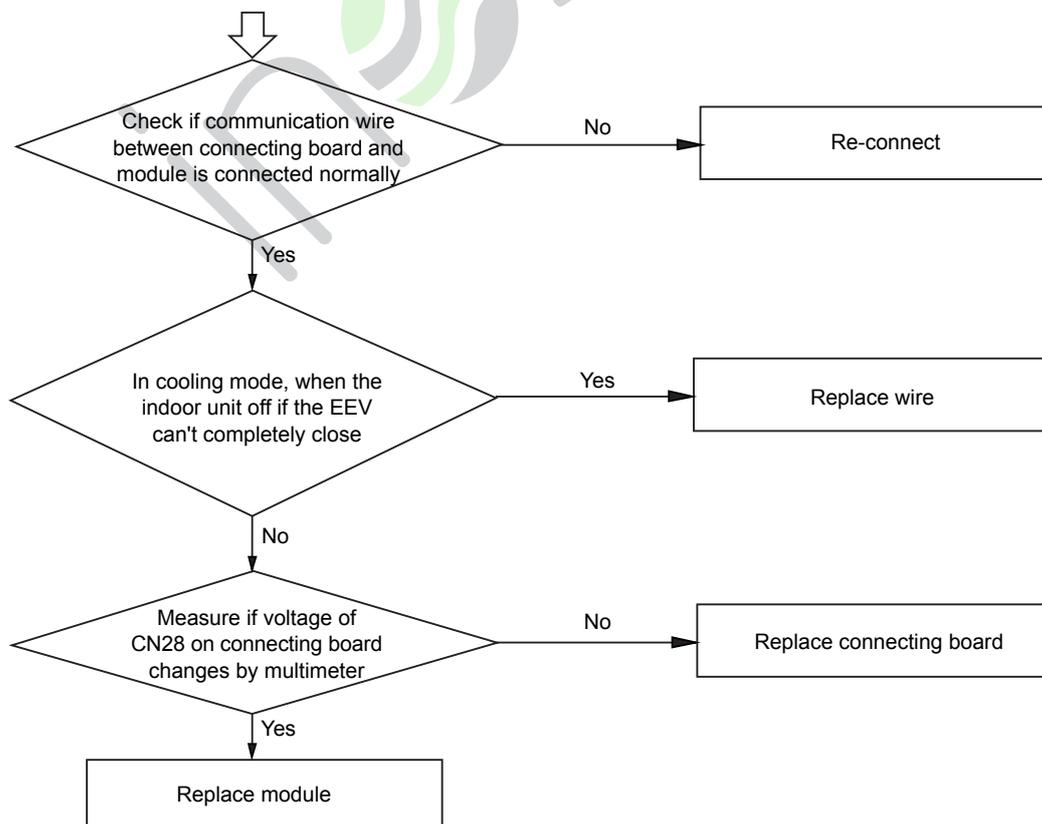 Check if communication wire
between connecting board and
module is connected normally
No
Re-connect
Yes
In cooling mode, when the
indoor unit off if the EEV
can't completely close
Yes
Replace wire
No
Measure if voltage of
CN28 on connecting board
changes by multimeter
No
Replace connecting board
Yes
Replace module